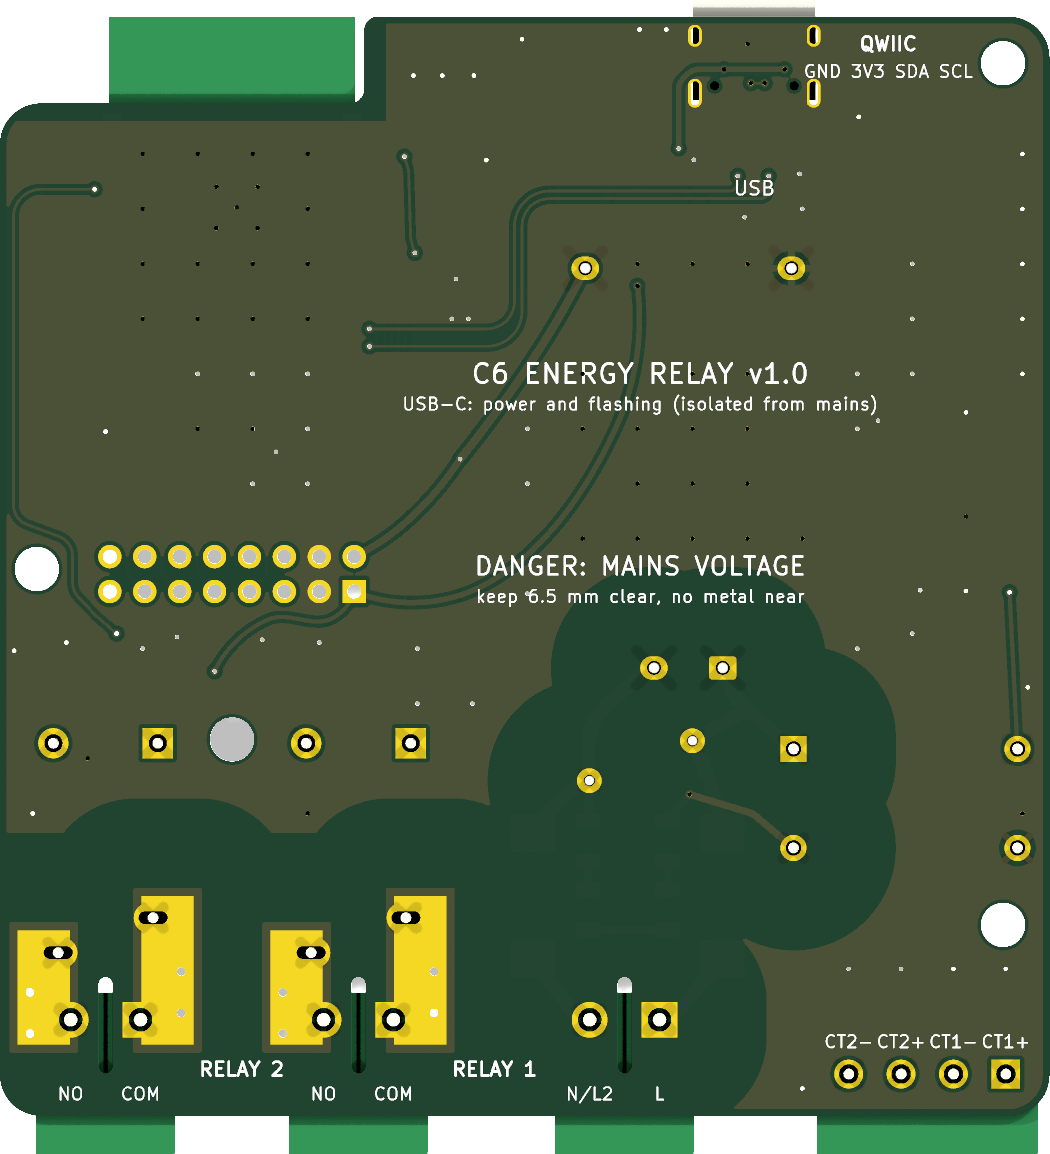 QWIIC
GND 3V3 SDA SCL
USB
C6 ENERGY RELAY v1.0
USB-C: power and flashing (isolated from mains)
DANGER: MAINS VOLTAGE
keep 6.5 mm clear, no metal near
CT2- CT2+ CT1- CT1+
RELAY 2
RELAY 1
NO COM
NO COM
N/L2 L